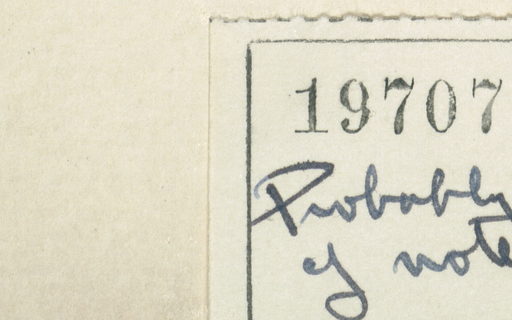 19707
Probably
of note